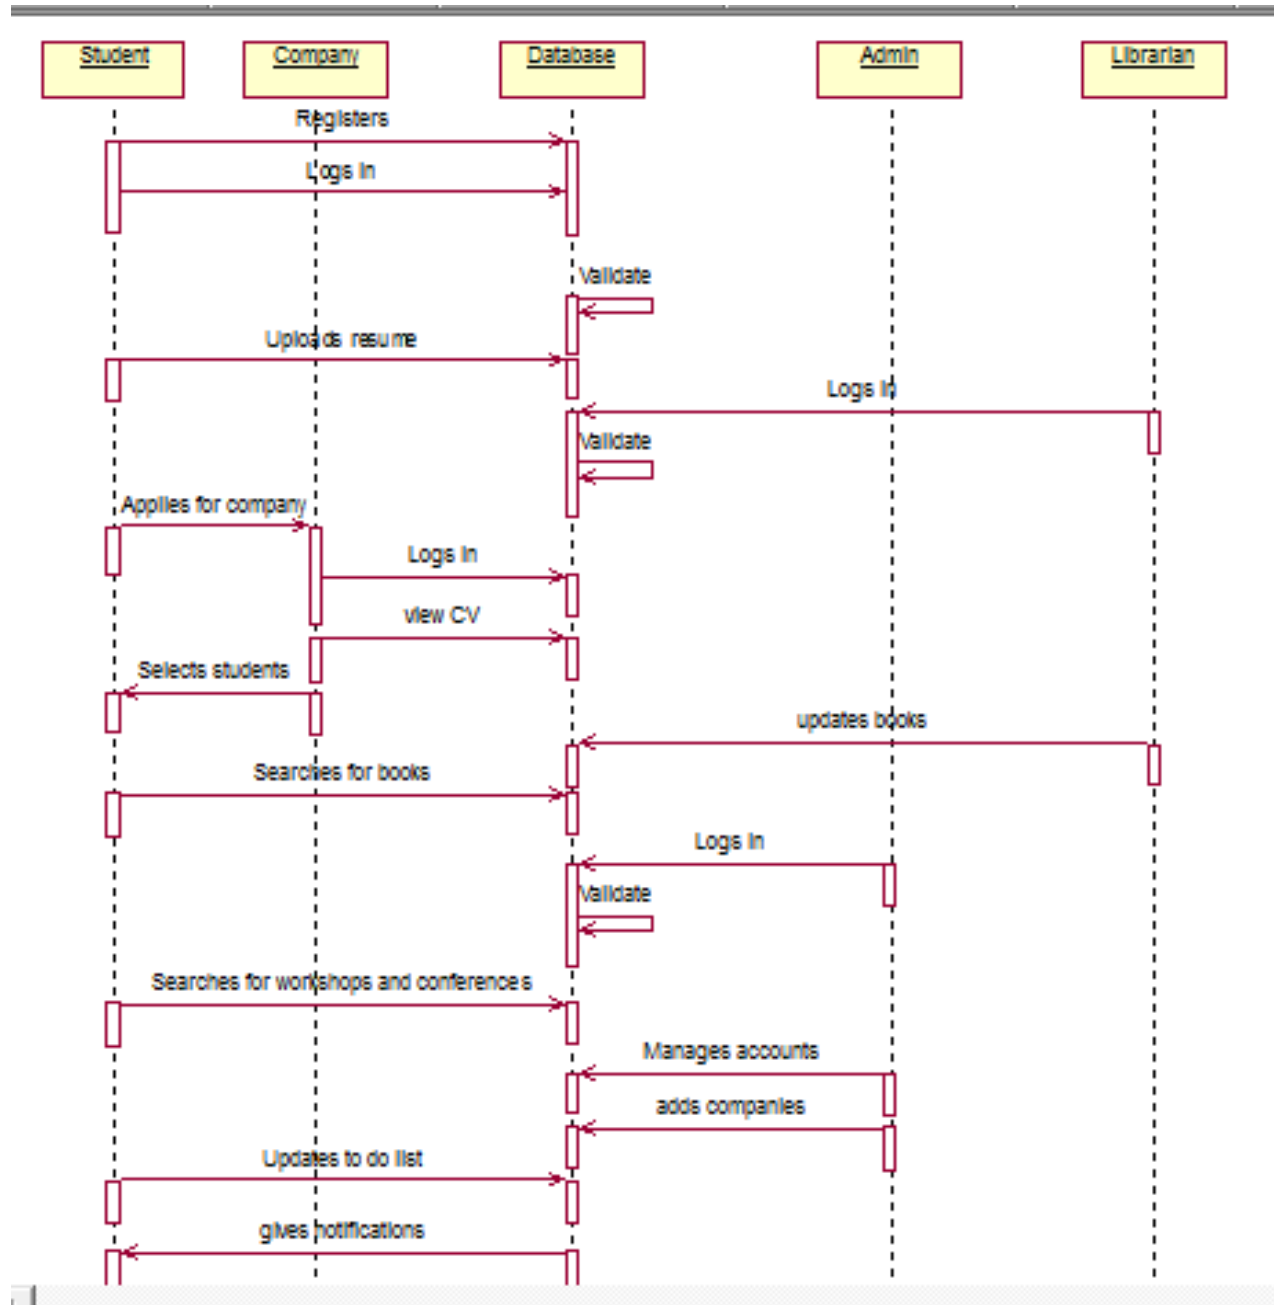 Student
Company
Database
Admin
Librarian
Registers
Logs in
Validate
Uploads resume
Logs in
Validate
Applies for company
Logs in
view CV
Selects students
updates books
Searches for books
Logs in
Validate
Searches for workshops and conferences
Manages accounts
adds companies
Updates to do list
gives notifications